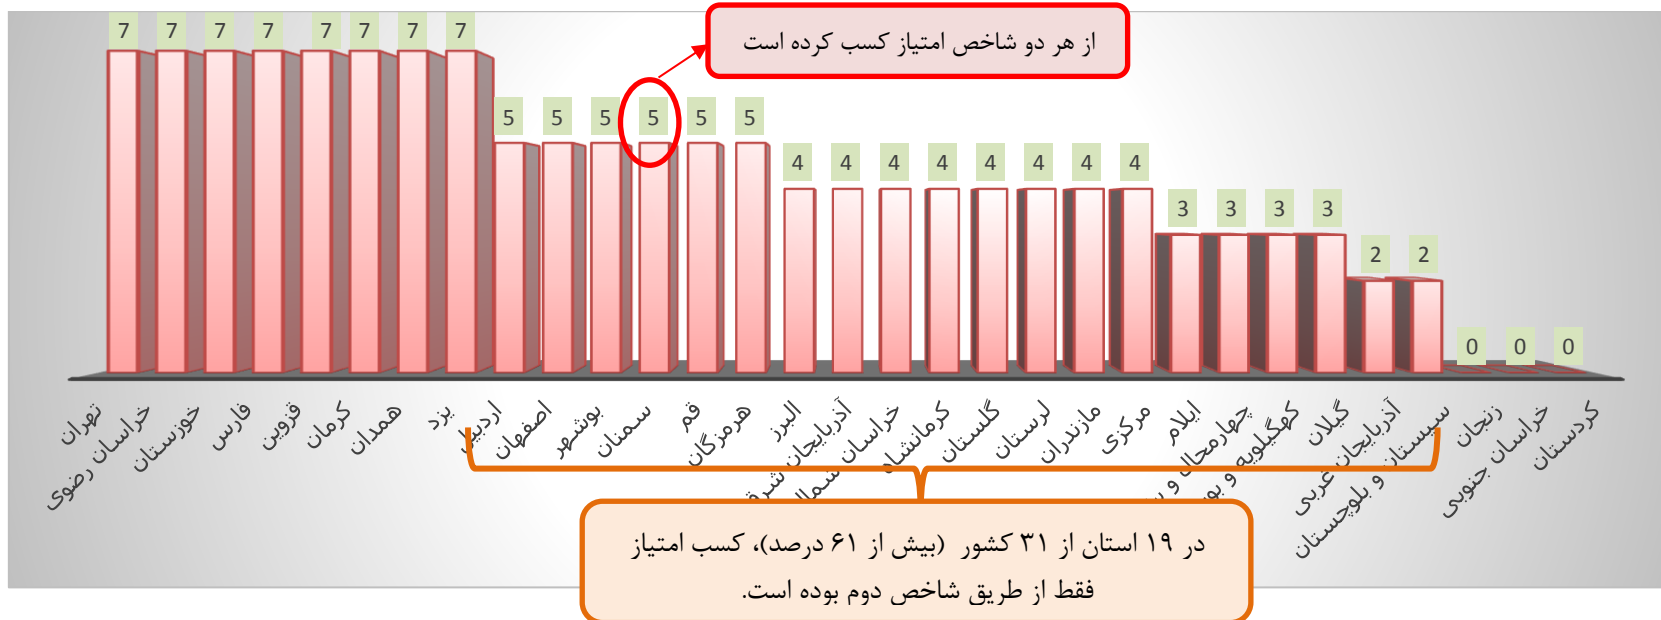 7 7 7 7 7 7 7 7
از هر دو شاخص امتیاز کسب کرده است
5 5 5 5 5 5
4 4 4 4 4 4 4 4
3 3 3 3
2 2
0 0 0
تهران
خراسان رضوی
خوزستان
فارس
قزوین
کرمان
همدان
یزد
اردبیل
اصفهان
بوشهر
سمنان
قم
هرمزگان
البرز
آذربایجان
خراسان
کرمانشاه
گلستان
لرستان
مازندران
مرکزی
ایلام
چهارمحال و
کهگیلویه و
گیلان
آذربایجان غربی
سیستان و بلوچستان
زنجان
خراسان جنوبی
کردستان
در ۱۹ استان از ۳۱ کشور (بیش از ۶۱ درصد)، کسب امتیاز
فقط از طریق شاخص دوم بوده است.